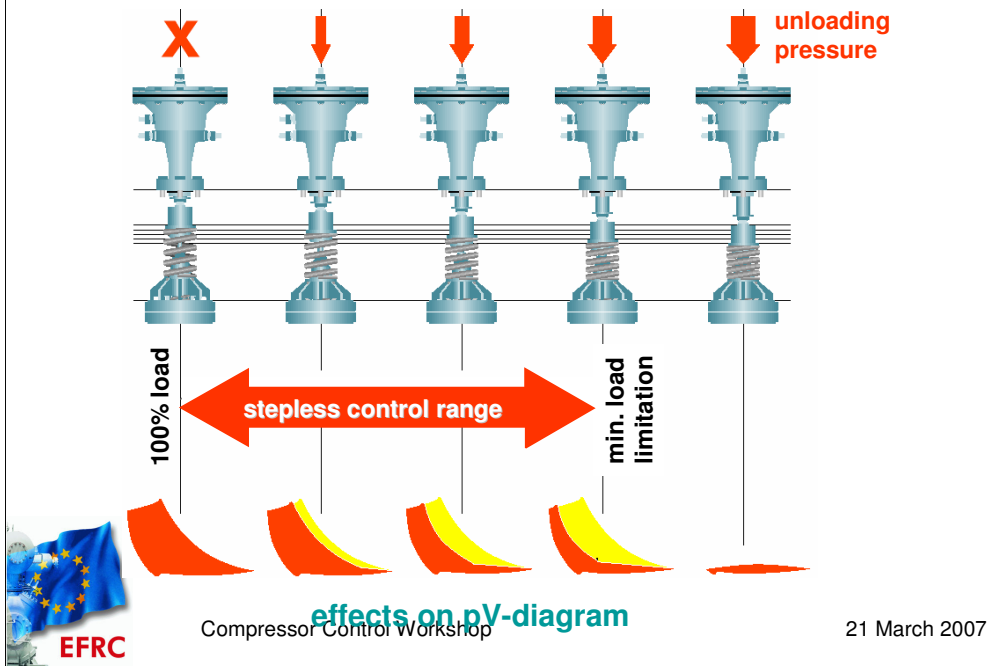 X
unloading
pressure
100% load
stepless control range
min. load
limitation
effects on pV-diagram
Compressor Control Workshop
21 March 2007
EFRC